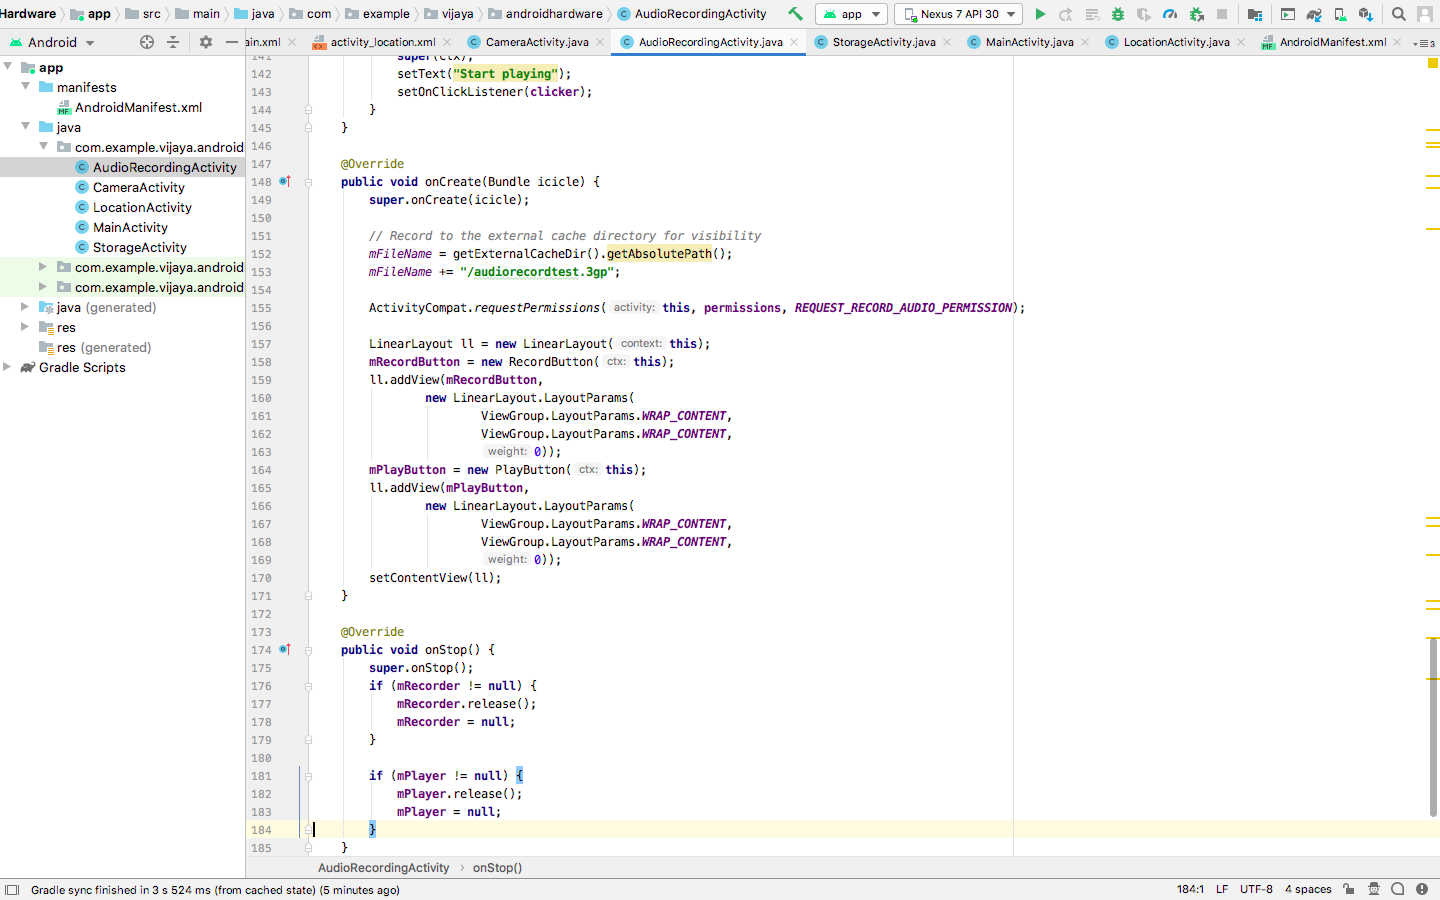 Hardware app src main java com example vijaya androidhardware AudioRecordingActivity app Nexus 7 API 30
Android ain.xml activity_location.xml CameraActivity.java AudioRecordingActivity.java StorageActivity.java MainActivity.java LocationActivity.java AndroidManifest.xml 3
app
manifests
AndroidManifest.xml
java
com.example.vijaya.android
AudioRecordingActivity
CameraActivity
LocationActivity
MainActivity
StorageActivity
com.example.vijaya.android
com.example.vijaya.android
java (generated)
res
res (generated)
Gradle Scripts
141 super(ctx);
142 setText("Start playing");
143 setOnClickListener(clicker);
144 }
145 }
146
147 @Override
148 public void onCreate(Bundle icicle) {
149 super.onCreate(icicle);
150
151 // Record to the external cache directory for visibility
152 mFileName = getExternalCacheDir().getAbsolutePath();
153 mFileName += "/audiorecordtest.3gp";
154
155 ActivityCompat.requestPermissions( activity: this, permissions, REQUEST_RECORD_AUDIO_PERMISSION);
156
157 LinearLayout ll = new LinearLayout( context: this);
158 mRecordButton = new RecordButton( ctx: this);
159 ll.addView(mRecordButton,
160 new LinearLayout.LayoutParams(
161 ViewGroup.LayoutParams.WRAP_CONTENT,
162 ViewGroup.LayoutParams.WRAP_CONTENT,
163 weight: 0));
164 mPlayButton = new PlayButton( ctx: this);
165 ll.addView(mPlayButton,
166 new LinearLayout.LayoutParams(
167 ViewGroup.LayoutParams.WRAP_CONTENT,
168 ViewGroup.LayoutParams.WRAP_CONTENT,
169 weight: 0));
170 setContentView(ll);
171 }
172
173 @Override
174 public void onStop() {
175 super.onStop();
176 if (mRecorder != null) {
177 mRecorder.release();
178 mRecorder = null;
179 }
180
181 if (mPlayer != null) {
182 mPlayer.release();
183 mPlayer = null;
184 }
185 }
AudioRecordingActivity › onStop()
Gradle sync finished in 3 s 524 ms (from cached state) (5 minutes ago) 184:1 LF UTF-8 4 spaces